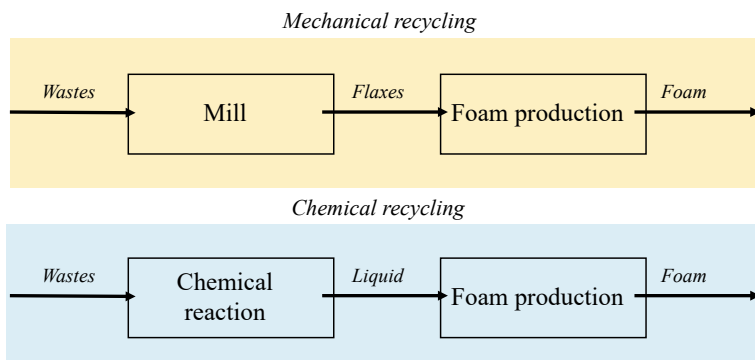 Mechanical recycling
Wastes
Mill
Flaxes
Foam production
Foam
Chemical recycling
Wastes
Chemical
reaction
Liquid
Foam production
Foam